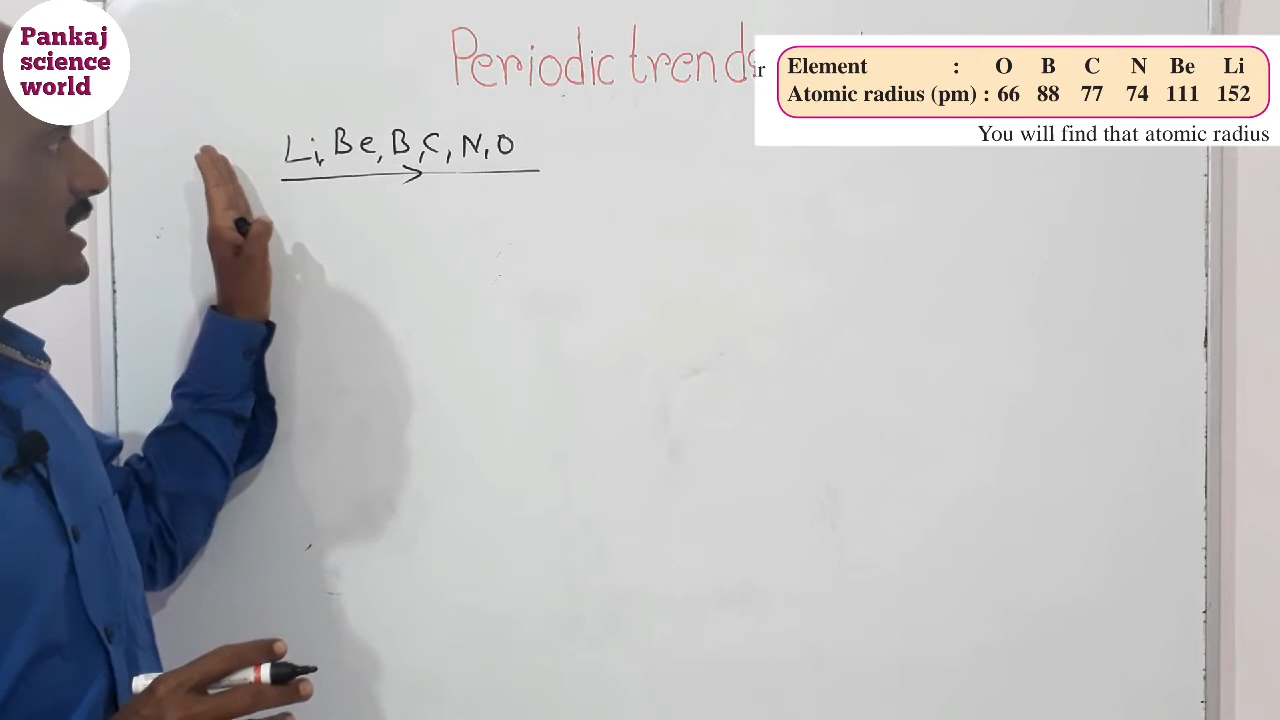 Pankaj
science
world
Periodic trends
ir
Element : O B C N Be Li
Atomic radius (pm) : 66 88 77 74 111 152
You will find that atomic radius
Li, Be, B, C, N, O